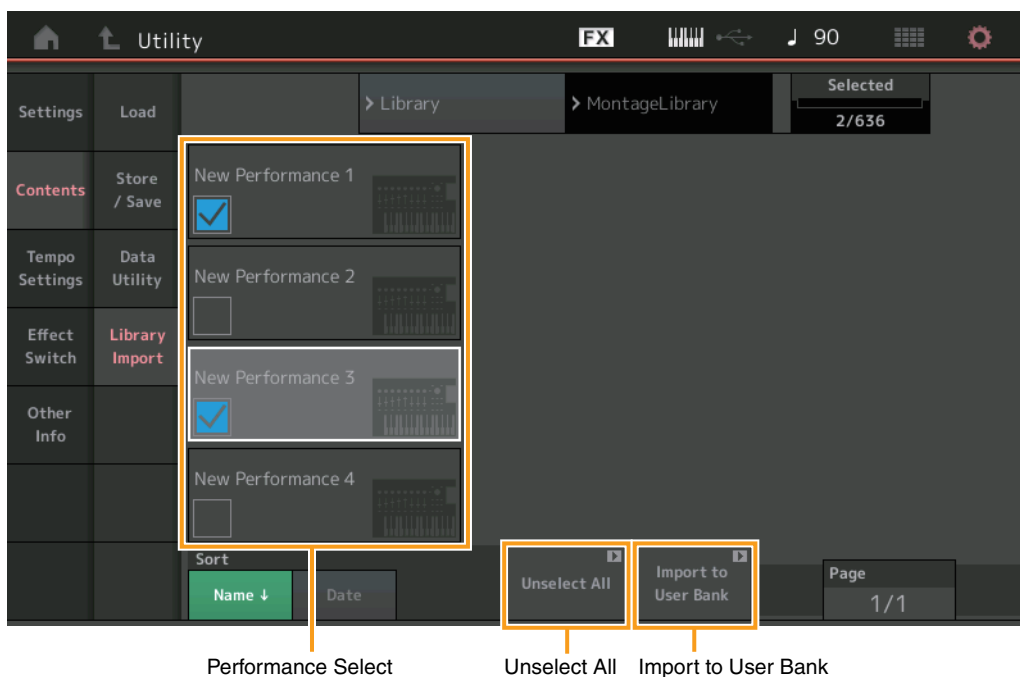 Utility
FX
90
Settings
Load
> Library
> MontageLibrary
Selected
2/636
Contents
Store
/ Save
New Performance 1
Tempo
Settings
Data
Utility
New Performance 2
Effect
Switch
Library
Import
New Performance 3
Other
Info
New Performance 4
Sort
Name ↓
Date
Unselect All
Import to
User Bank
Page
1/1
Performance Select
Unselect All
Import to User Bank